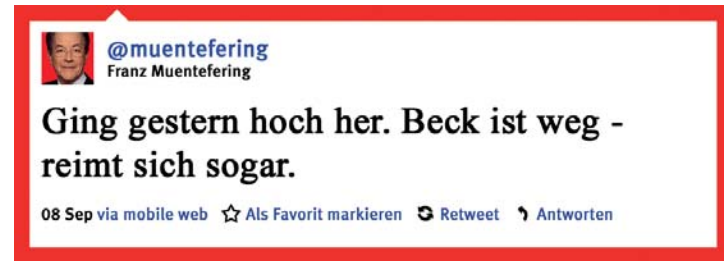 @muentefering
Franz Muentefering
Ging gestern hoch her. Beck ist weg -
reimt sich sogar.
08 Sep via mobile web Als Favorit markieren Retweet Antworten